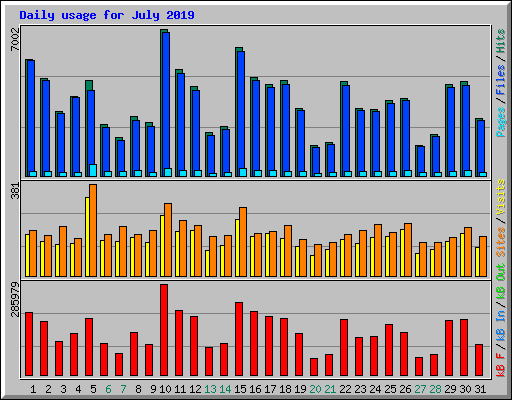 Daily usage for July 2019
7002
Pages / Files / Hits
381
Sites / Visits
285979
kB F / kB In / kB Out
1 2 3 4 5 6 7 8 9 10 11 12 13 14 15 16 17 18 19 20 21 22 23 24 25 26 27 28 29 30 31